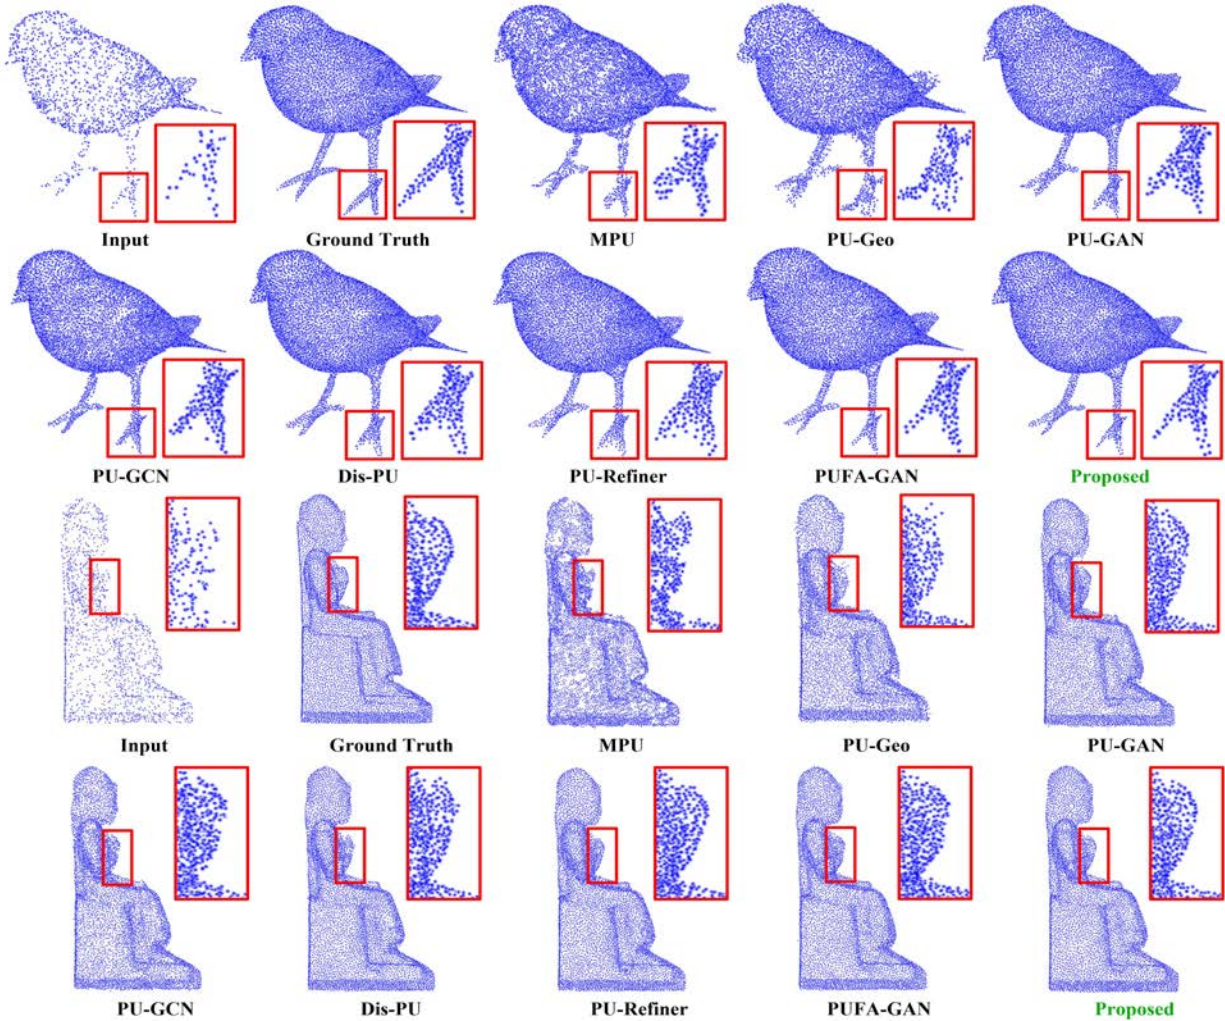 Input Ground Truth MPU PU-Geo PU-GAN
PU-GCN Dis-PU PU-Refiner PUFA-GAN Proposed
Input Ground Truth MPU PU-Geo PU-GAN
PU-GCN Dis-PU PU-Refiner PUFA-GAN Proposed